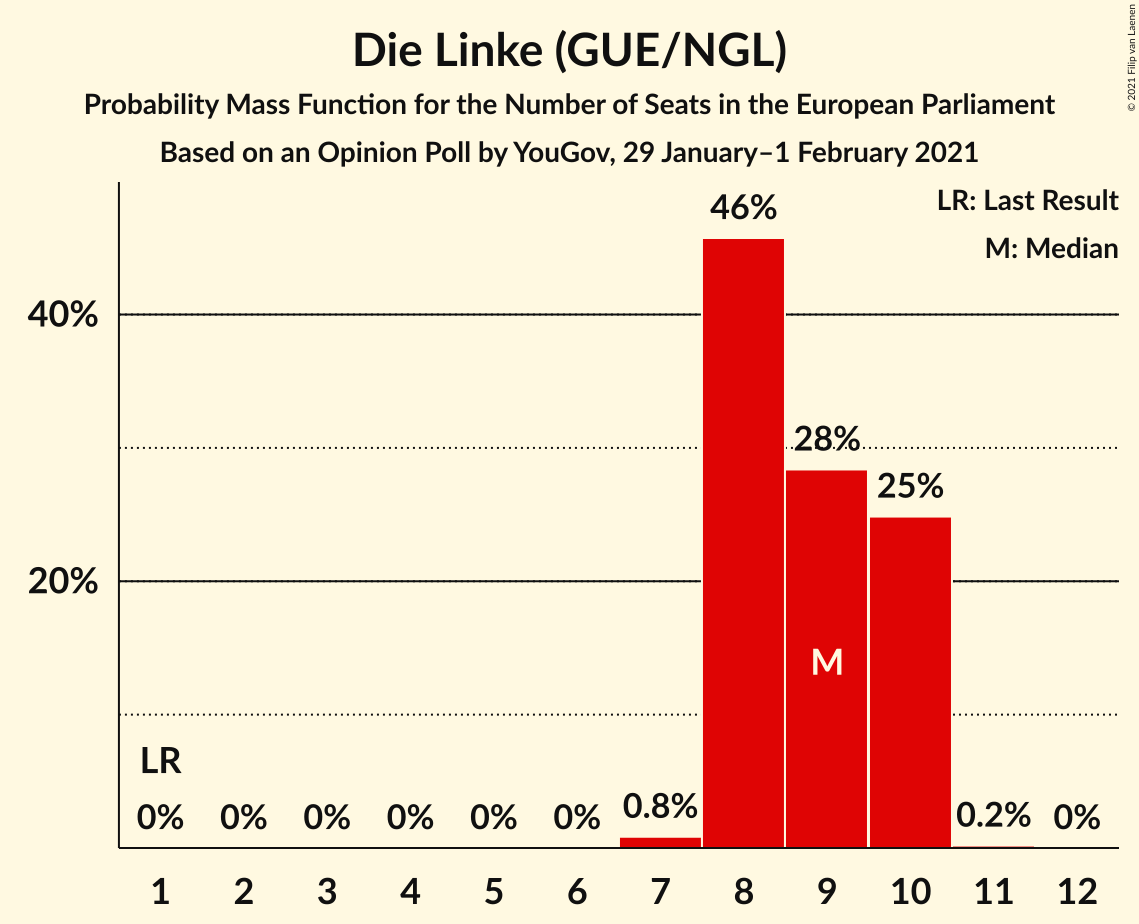 Die Linke (GUE/NGL)
Probability Mass Function for the Number of Seats in the European Parliament
Based on an Opinion Poll by YouGov, 29 January–1 February 2021
© 2021 Filip van Laenen
LR: Last Result
M: Median
46%
40%
28%
25%
20%
M
LR
0% 0% 0% 0% 0% 0% 0.8% 0.2% 0%
1 2 3 4 5 6 7 8 9 10 11 12